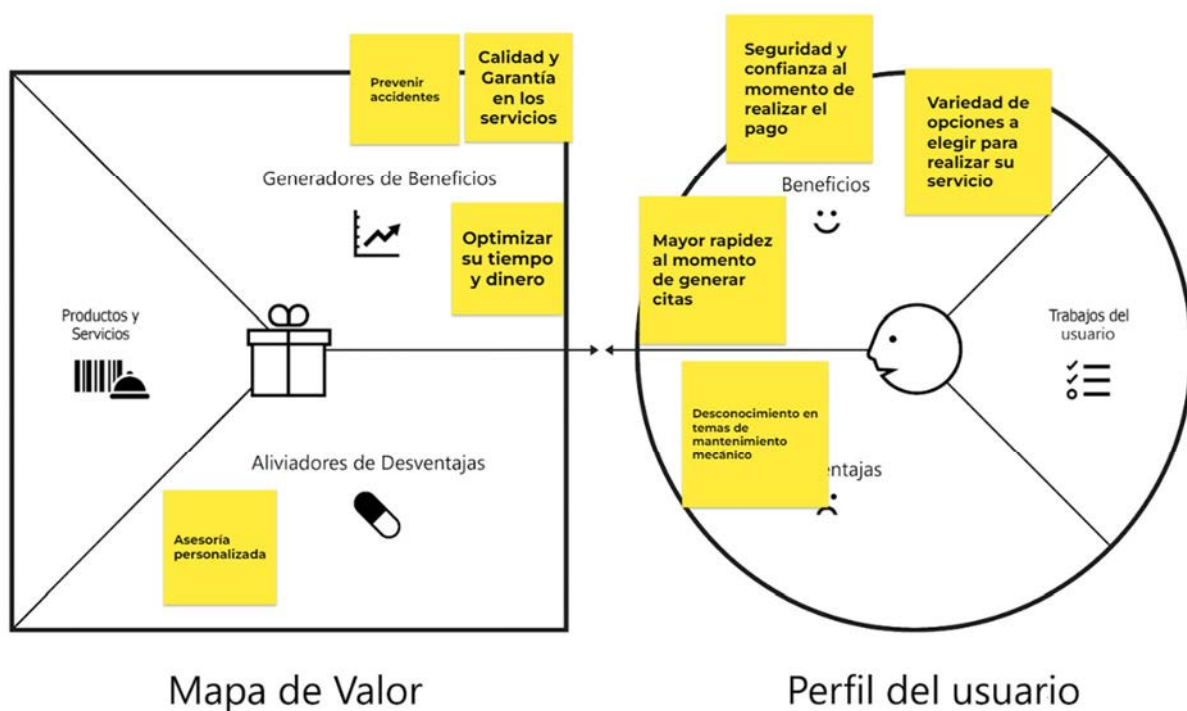 Prevenir
accidentes
Calidad y
Garantía
en los
servicios
Generadores de Beneficios
Optimizar
su tiempo
y dinero
Productos y
Servicios
Aliviadores de Desventajas
Asesoría
personalizada
Mapa de Valor
Seguridad y
confianza al
momento de
realizar el
pago
Variedad de
opciones a
elegir para
realizar su
servicio
Beneficios
Mayor rapidez
al momento
de generar
citas
Trabajos del
usuario
Desconocimiento en
temas de
mantenimiento
mecánico
entajas
Perfil del usuario